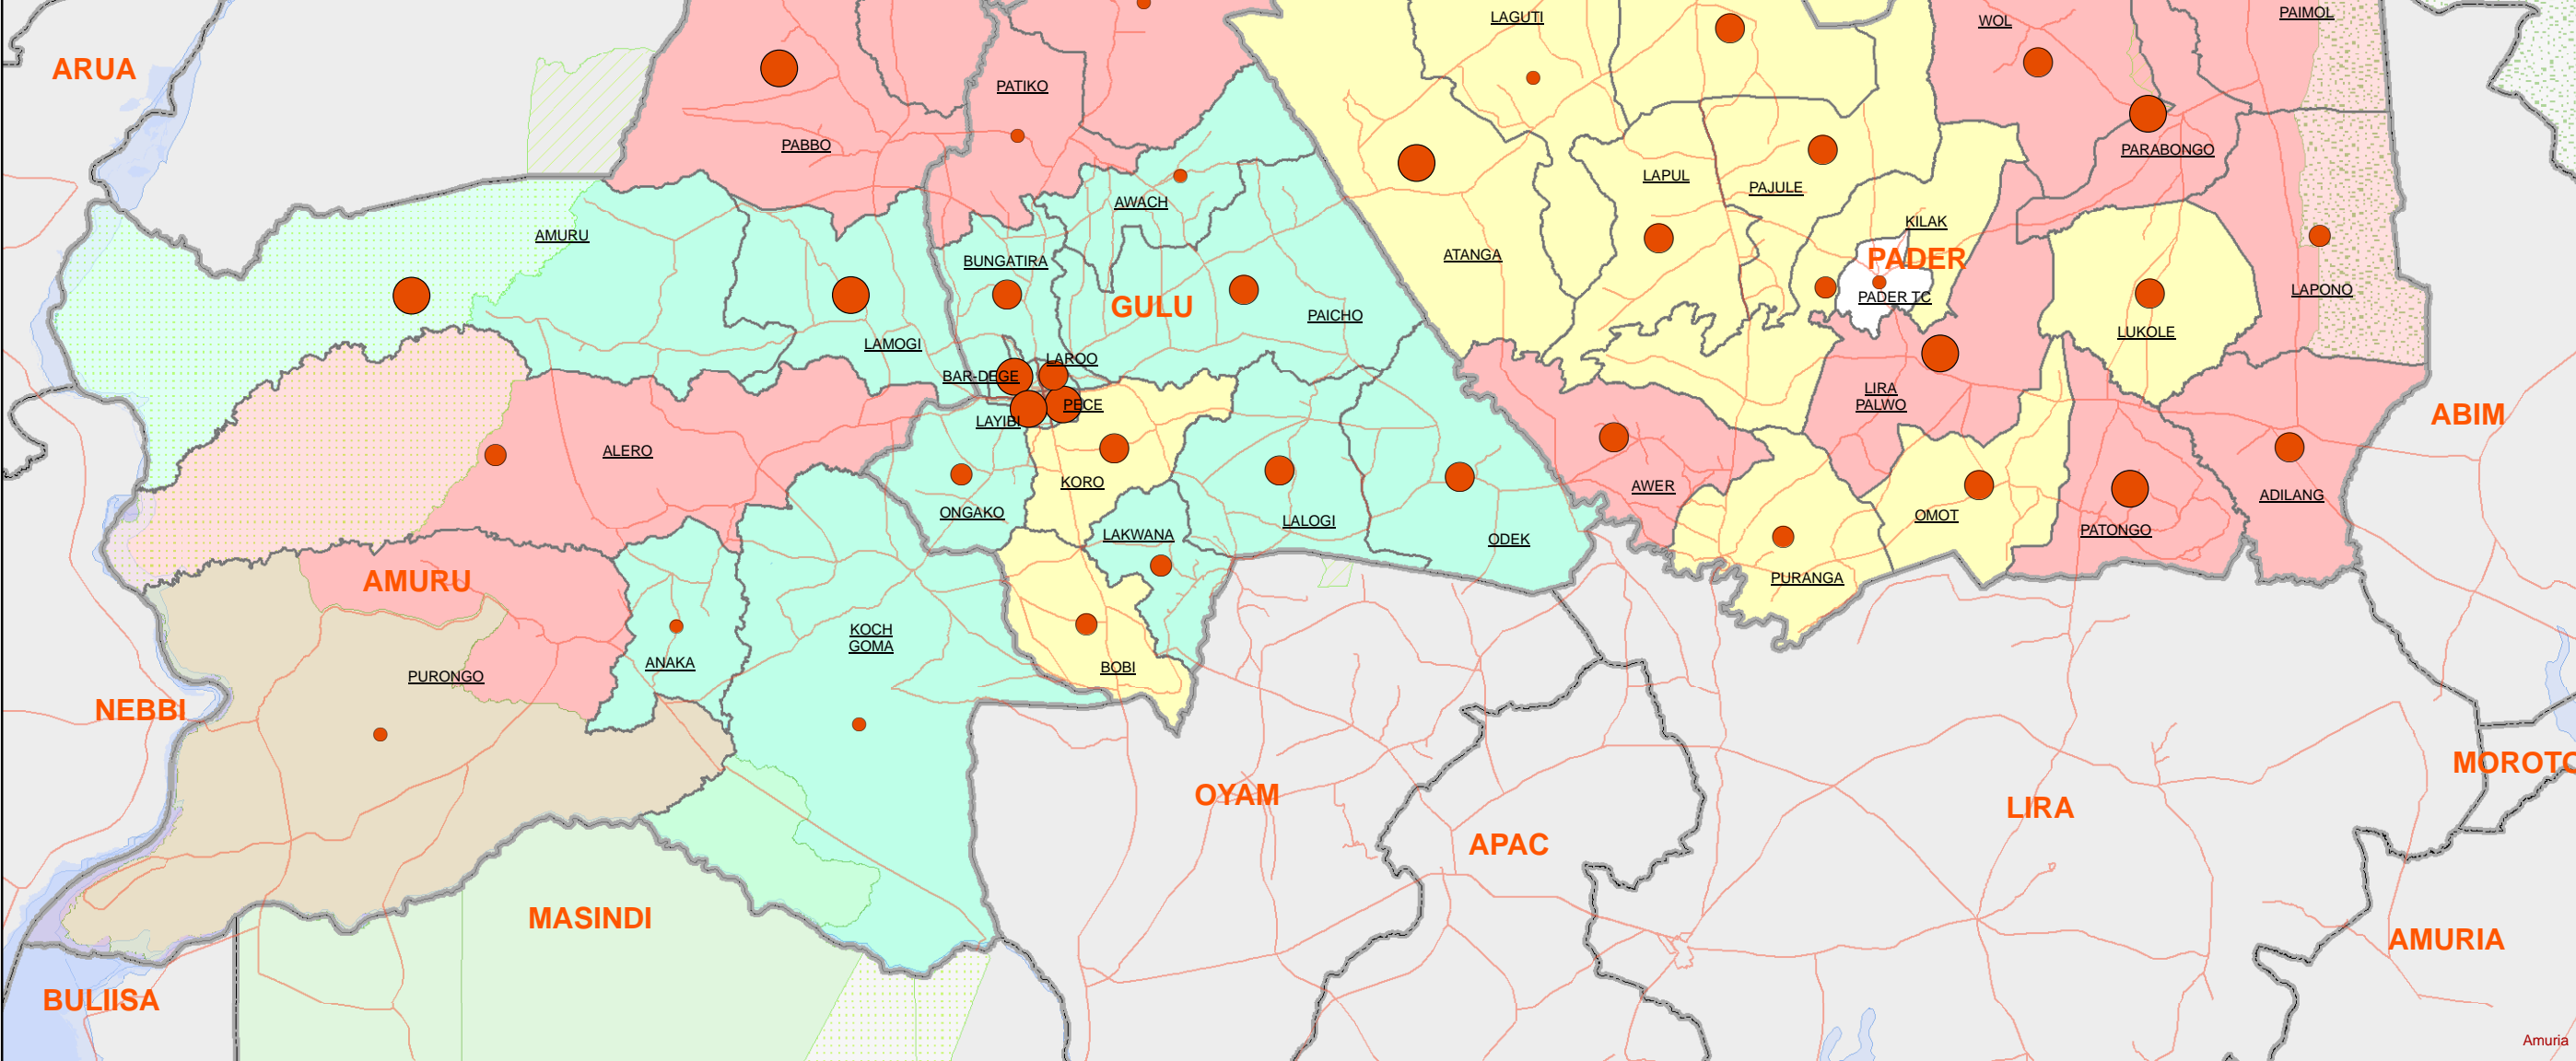 LAGUTI
WOL
PAIMOL
ARUA
PATIKO
PABBO
PARABONGO
LAPUL
PAJULE
AWACH
KILAK
AMURU
ATANGA
BUNGATIRA
PADER
LAPONO
PADER TC
GULU
PAICHO
LUKOLE
LAMOGI
LAROO
BAR-DEGE
LIRA
PALWO
PECE
LAYIBI
ABIM
ALERO
KORO
AWER
ADILANG
ONGAKO
LALOGI
OMOT
PATONGO
LAKWANA
ODEK
AMURU
PURANGA
KOCH
GOMA
ANAKA
BOBI
PURONGO
NEBBI
MOROTO
OYAM
LIRA
APAC
MASINDI
AMURIA
BULIISA
Amuria